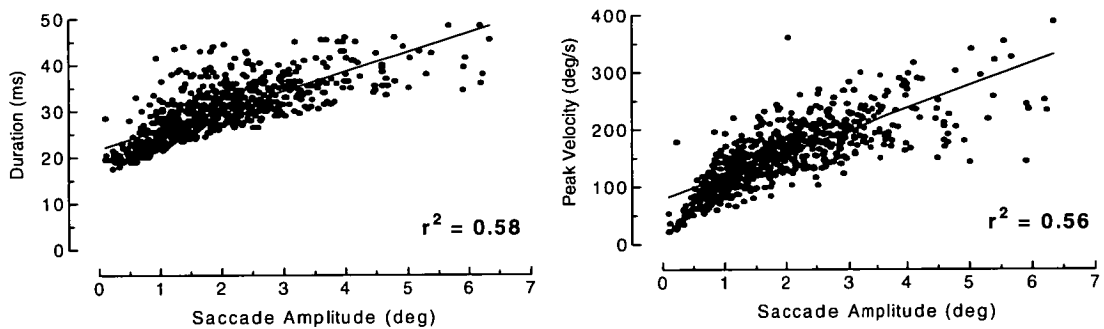 50
40
30
20
10
0
Duration (ms)
r² = 0.58
0 1 2 3 4 5 6 7
Saccade Amplitude (deg)
400
300
200
100
0
Peak Velocity (deg/s)
r² = 0.56
0 1 2 3 4 5 6 7
Saccade Amplitude (deg)